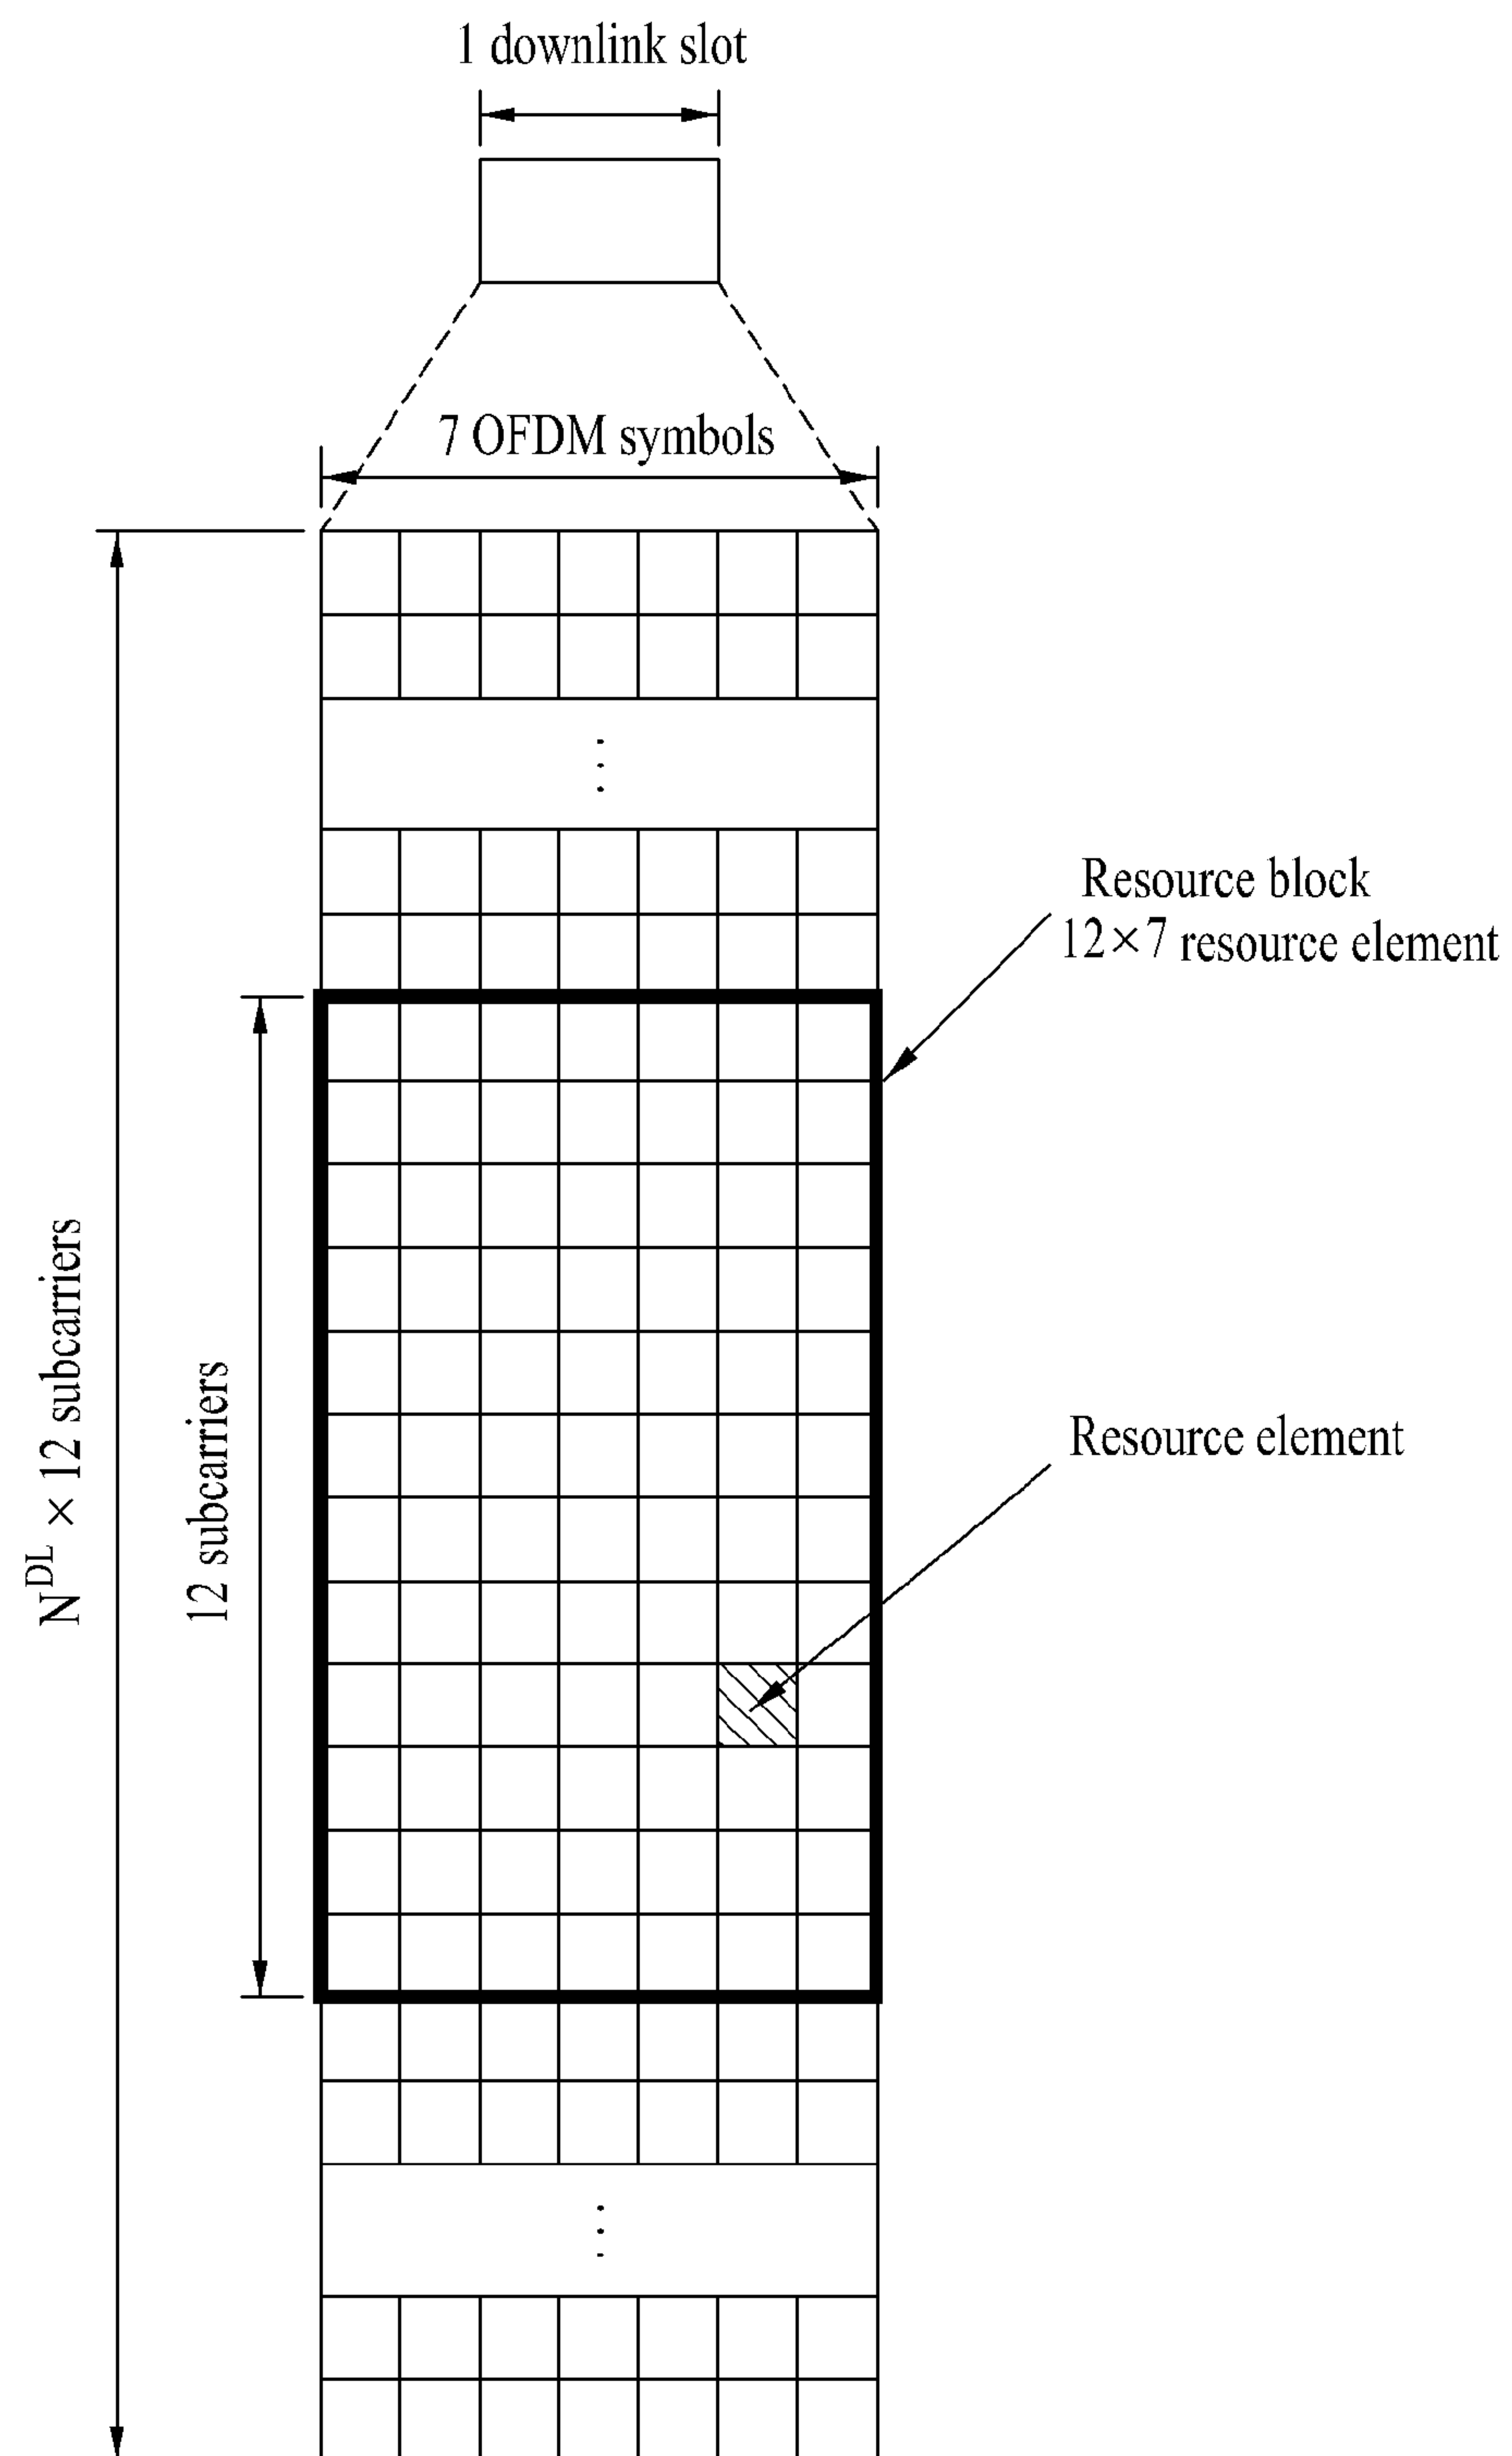 1 downlink slot
7 OFDM symbols
Resource block
12×7 resource element
N^DL × 12 subcarriers
12 subcarriers
Resource element